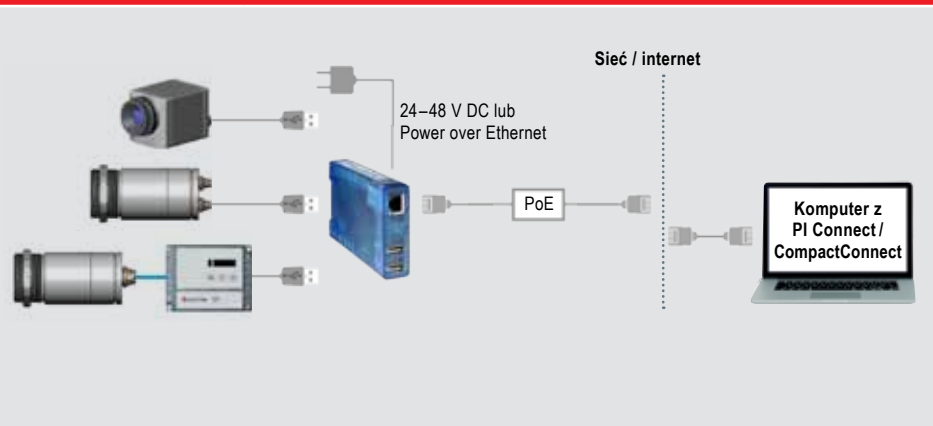 Sieć / internet
24–48 V DC lub
Power over Ethernet
PoE
Komputer z
PI Connect /
CompactConnect